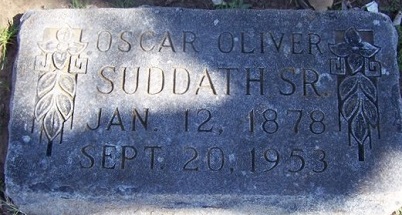 OSCAR OLIVER
SUDDATH SR.
JAN. 12, 1878
SEPT. 20, 1953